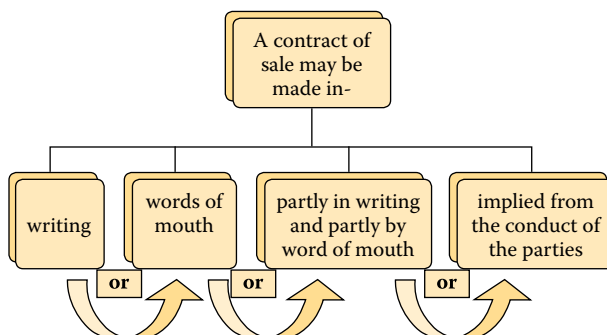 A contract of
sale may be
made in-
writing
words of
mouth
partly in writing
and partly by
word of mouth
implied from
the conduct of
the parties
or
or
or